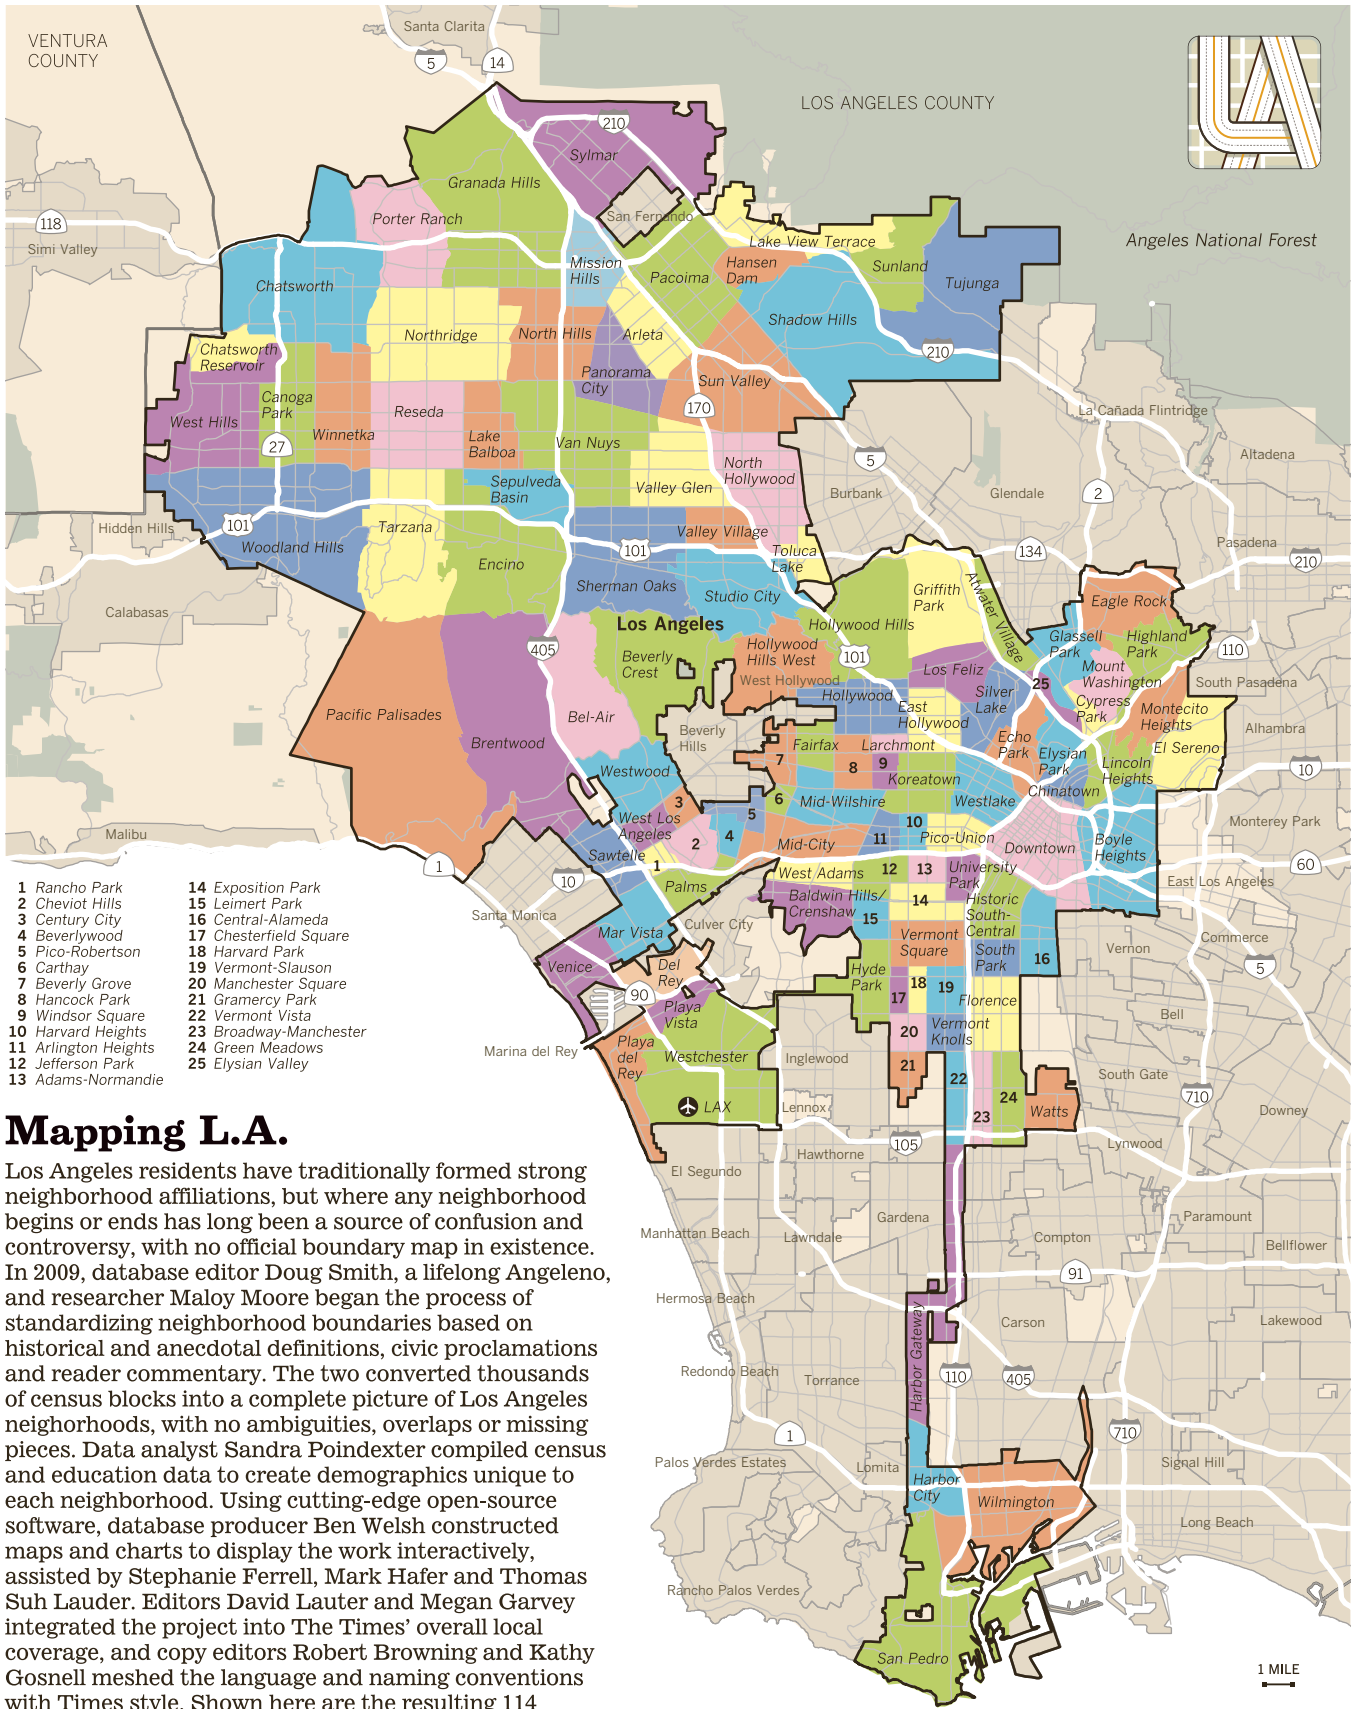 VENTURA
COUNTY
Santa Clarita
5
14
LOS ANGELES COUNTY
LA
210
Sylmar
Granada Hills
San Fernando
Porter Ranch
118
Simi Valley
Lake View Terrace
Angeles National Forest
Mission
Hills
Hansen
Dam
Pacoima
Sunland
Tujunga
Chatsworth
Shadow Hills
Northridge
North Hills
Arleta
Chatsworth
Reservoir
210
Panorama
City
Sun Valley
Canoga
Park
Reseda
170
La Cañada Flintridge
West Hills
Winnetka
Lake
Balboa
Van Nuys
27
5
Altadena
North
Hollywood
Sepulveda
Basin
Valley Glen
Burbank
Glendale
2
Hidden Hills
101
Tarzana
Valley Village
Pasadena
Woodland Hills
101
Toluca
Lake
134
210
Encino
Sherman Oaks
Studio City
Griffith
Park
Atwater Village
Eagle Rock
Calabasas
Los Angeles
Hollywood Hills
Glassell
Park
Highland
Park
405
Beverly
Crest
Hollywood
Hills West
101
110
Los Feliz
Mount
Washington
West Hollywood
25
South Pasadena
Hollywood
Silver
Lake
Cypress
Park
Pacific Palisades
Bel-Air
East
Hollywood
Montecito
Heights
Beverly
Hills
Alhambra
Brentwood
Fairfax
Larchmont
Echo
Park
Elysian
Park
El Sereno
7
8
9
Lincoln
Heights
10
Westwood
Koreatown
Chinatown
3
6
Mid-Wilshire
Westlake
5
West Los
Angeles
10
Monterey Park
4
2
Mid-City
11
Pico-Union
Downtown
Boyle
Heights
Malibu
Sawtelle
1
1
West Adams
12
13
University
Park
60
10
Palms
East Los Angeles
Baldwin Hills/
Crenshaw
14
Historic
South-
Central
Santa Monica
Culver City
15
Mar Vista
Vermont
Square
Commerce
Vernon
South
Park
16
Venice
Del
Rey
Hyde
Park
5
90
17
18
19
Florence
Playa
Vista
Bell
20
Vermont
Knolls
Marina del Rey
Playa
del
Rey
Westchester
Inglewood
21
22
South Gate
24
710
LAX
Lennox
23
Watts
Downey
105
Lynwood
Hawthorne
El Segundo
Gardena
Paramount
Manhattan Beach
Lawndale
Compton
Bellflower
91
Hermosa Beach
Harbor Gateway
Carson
Lakewood
Redondo Beach
Torrance
110
405
1
710
Palos Verdes Estates
Lomita
Signal Hill
Harbor
City
Wilmington
Long Beach
Rancho Palos Verdes
San Pedro
1 MILE
1 Rancho Park
2 Cheviot Hills
3 Century City
4 Beverlywood
5 Pico-Robertson
6 Carthay
7 Beverly Grove
8 Hancock Park
9 Windsor Square
10 Harvard Heights
11 Arlington Heights
12 Jefferson Park
13 Adams-Normandie
14 Exposition Park
15 Leimert Park
16 Central-Alameda
17 Chesterfield Square
18 Harvard Park
19 Vermont-Slauson
20 Manchester Square
21 Gramercy Park
22 Vermont Vista
23 Broadway-Manchester
24 Green Meadows
25 Elysian Valley
Mapping L.A.
Los Angeles residents have traditionally formed strong
neighborhood affiliations, but where any neighborhood
begins or ends has long been a source of confusion and
controversy, with no official boundary map in existence.
In 2009, database editor Doug Smith, a lifelong Angeleno,
and researcher Maloy Moore began the process of
standardizing neighborhood boundaries based on
historical and anecdotal definitions, civic proclamations
and reader commentary. The two converted thousands
of census blocks into a complete picture of Los Angeles
neighorhoods, with no ambiguities, overlaps or missing
pieces. Data analyst Sandra Poindexter compiled census
and education data to create demographics unique to
each neighborhood. Using cutting-edge open-source
software, database producer Ben Welsh constructed
maps and charts to display the work interactively,
assisted by Stephanie Ferrell, Mark Hafer and Thomas
Suh Lauder. Editors David Lauter and Megan Garvey
integrated the project into The Times’ overall local
coverage, and copy editors Robert Browning and Kathy
Gosnell meshed the language and naming conventions
with Times style. Shown here are the resulting 114